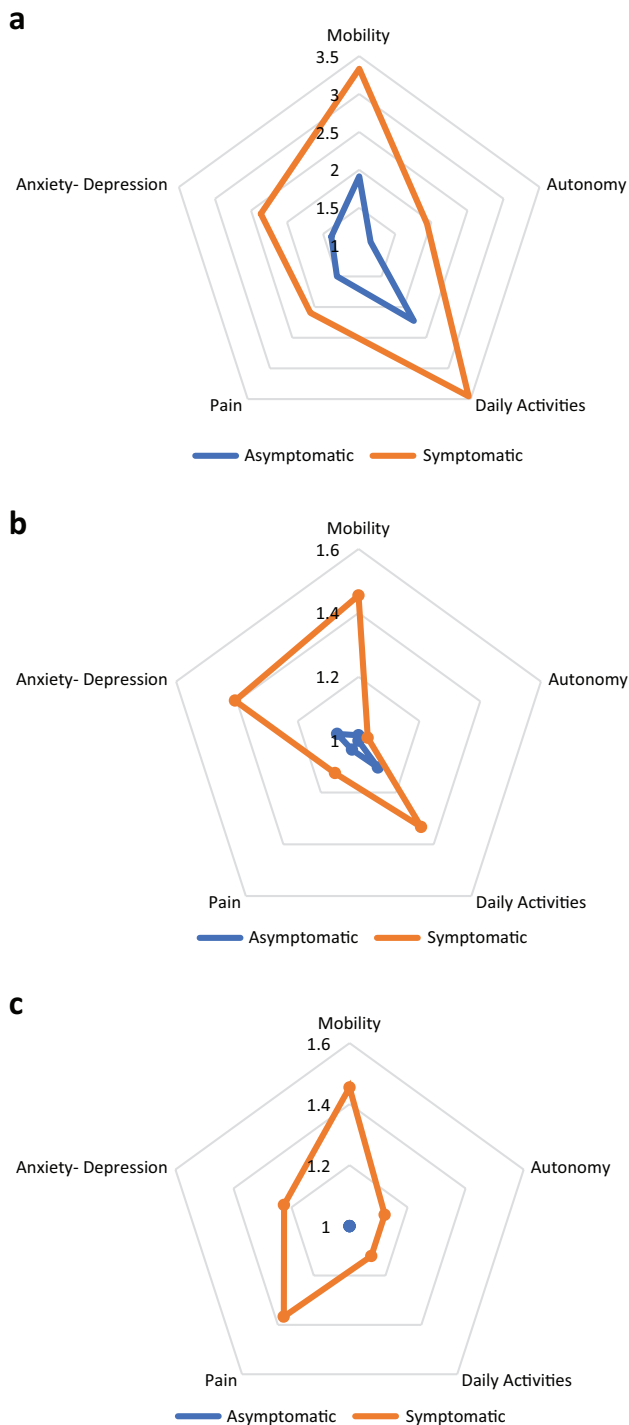 a
Mobility
3.5
3
2.5
2
1.5
1
Anxiety- Depression
Autonomy
Pain
Daily Activities
Asymptomatic Symptomatic
b
Mobility
1.6
1.4
1.2
1
Anxiety- Depression
Autonomy
Pain
Daily Activities
Asymptomatic Symptomatic
c
Mobility
1.6
1.4
1.2
1
Anxiety- Depression
Autonomy
Pain
Daily Activities
Asymptomatic Symptomatic